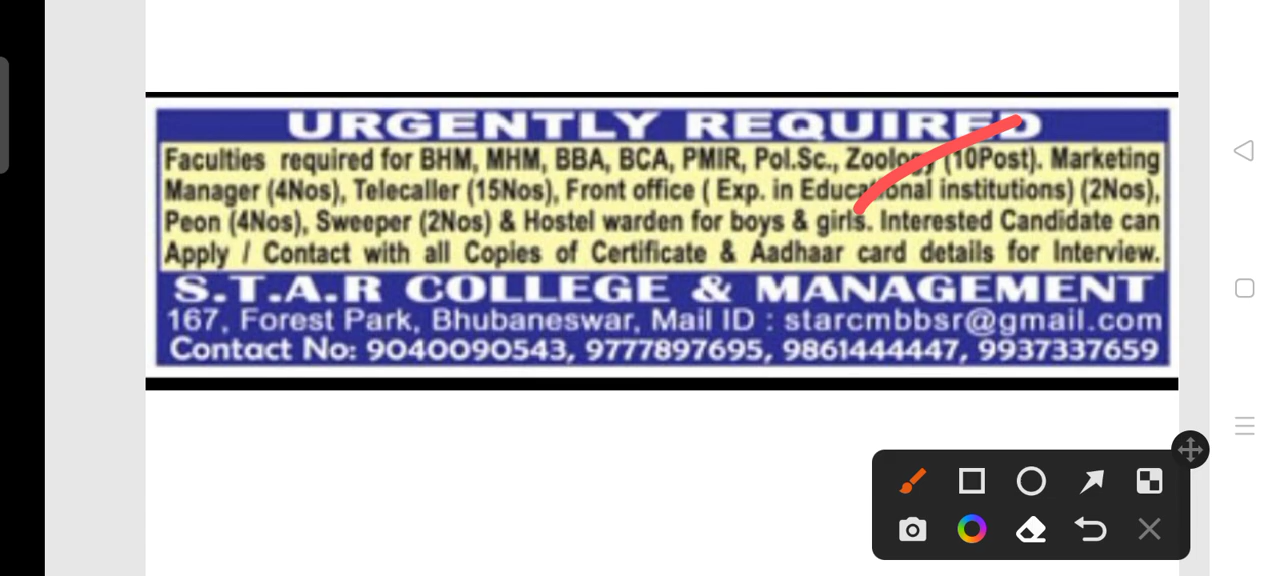 URGENTLY REQUIRED
Faculties required for BHM, MHM, BBA, BCA, PMIR, Pol.Sc., Zoology (10Post). Marketing
Manager (4Nos), Telecaller (15Nos), Front office ( Exp. in Educational institutions) (2Nos),
Peon (4Nos), Sweeper (2Nos) & Hostel warden for boys & girls. Interested Candidate can
Apply / Contact with all Copies of Certificate & Aadhaar card details for Interview.
S.T.A.R COLLEGE & MANAGEMENT
167, Forest Park, Bhubaneswar, Mail ID : starcmbbsr@gmail.com
Contact No: 9040090543, 9777897695, 9861444447, 9937337659